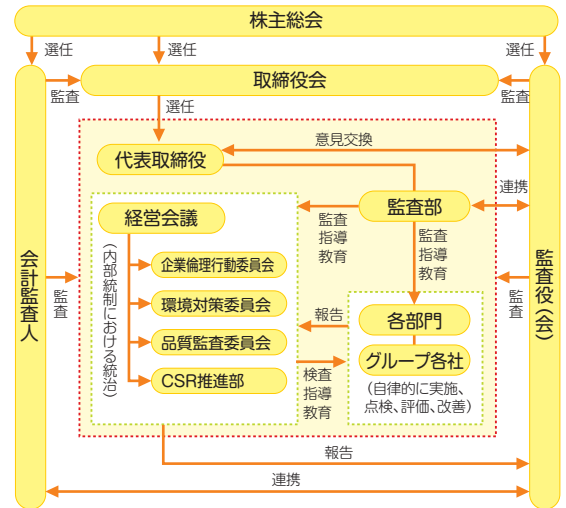 株主総会
選任
選任
選任
取締役会
監査
監査
選任
代表取締役
意見交換
監査部
連携
経営会議
(内部統制における統治)
監査
指導
教育
監査
指導
教育
企業倫理行動委員会
環境対策委員会
品質監査委員会
CSR推進部
会計監査人
監査
監査役(会)
監査
報告
各部門
グループ各社
(自律的に実施、
点検、評価、改善)
検査
指導
教育
報告
連携